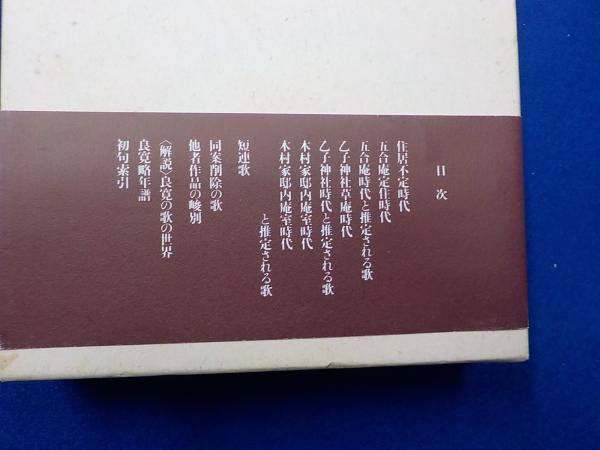 目次
住居不定時代
五合庵定住時代
五合庵時代と推定される歌
乙子神社草庵時代
乙子神社時代と推定される歌
木村家邸内庵室時代
木村家邸内庵室時代
と推定される歌
短連歌
同案削除の歌
他者作品の峻別
〈解説〉良寛の歌の世界
良寛略年譜
初句索引